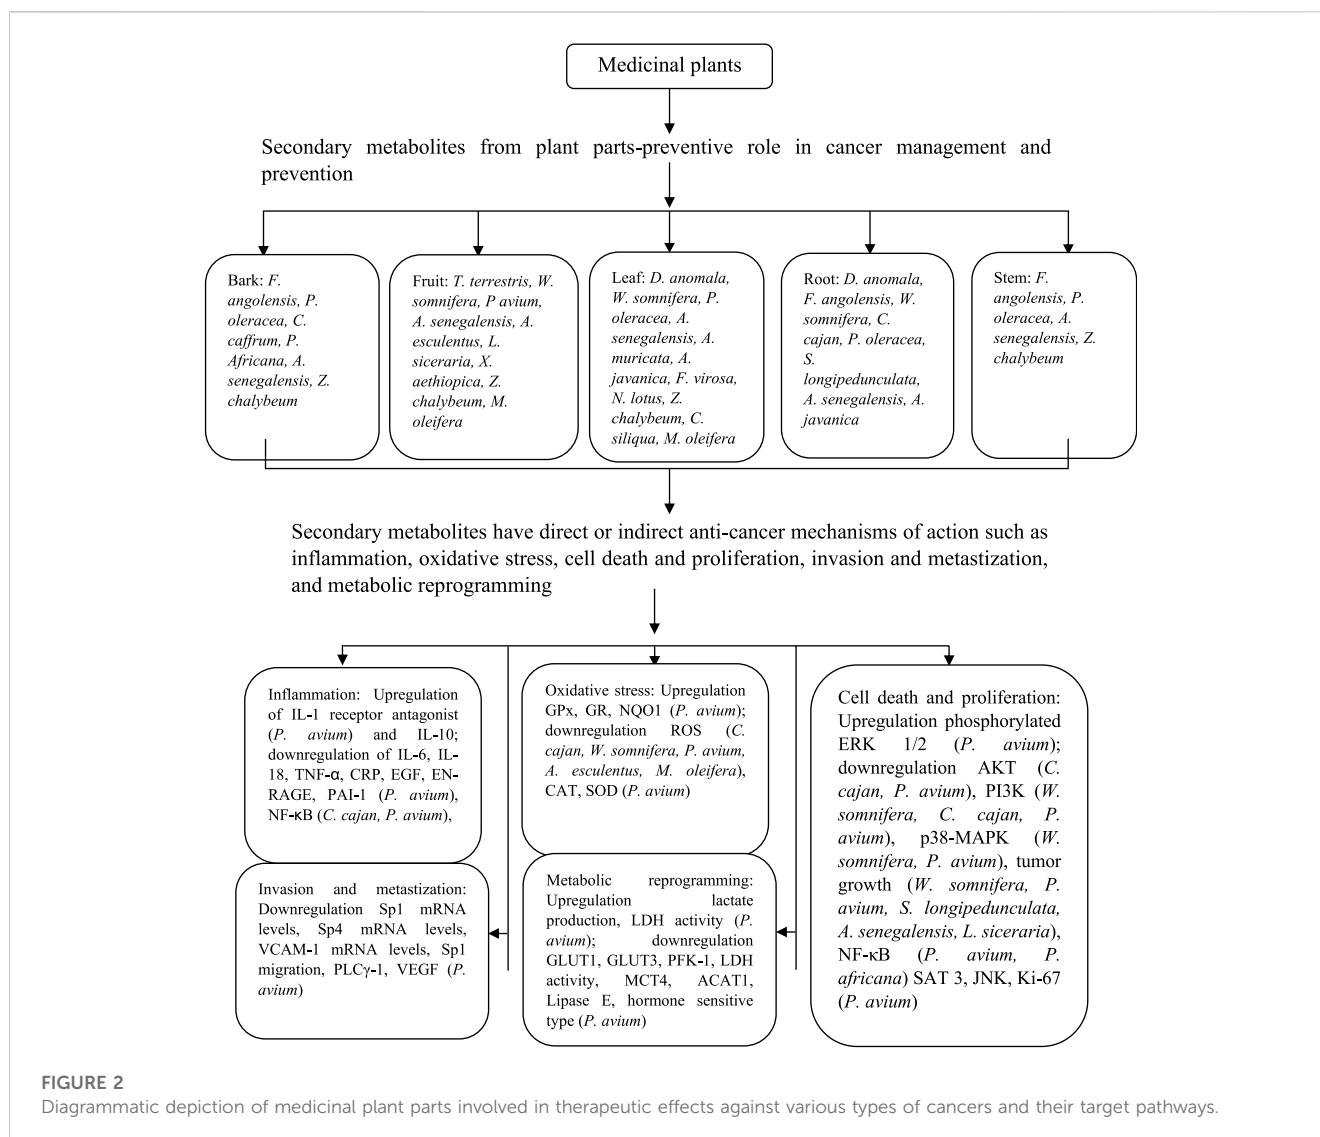 Medicinal plants
Secondary metabolites from plant parts-preventive role in cancer management and
prevention
Bark: F.
angolensis, P.
oleracea, C.
caffrum, P.
Africana, A.
senegalensis, Z.
chalybeum
Fruit: T. terrestris, W.
somnifera, P avium,
A. senegalensis, A.
esculentus, L.
siceraria, X.
aethiopica, Z.
chalybeum, M.
oleifera
Leaf: D. anomala,
W. somnifera, P.
oleracea, A.
senegalensis, A.
muricata, A.
javanica, F. virosa,
N. lotus, Z.
chalybeum, C.
siliqua, M. oleifera
Root: D. anomala,
F. angolensis, W.
somnifera, C.
cajan, P. oleracea,
S.
longipedunculata,
A. senegalensis, A.
javanica
Stem: F.
angolensis, P.
oleracea, A.
senegalensis, Z.
chalybeum
Secondary metabolites have direct or indirect anti-cancer mechanisms of action such as
inflammation, oxidative stress, cell death and proliferation, invasion and metastization,
and metabolic reprogramming
Inflammation: Upregulation
of IL-1 receptor antagonist
(P. avium) and IL-10;
downregulation of IL-6, IL-
18, TNF-α, CRP, EGF, EN-
RAGE, PAI-1 (P. avium),
NF-κB (C. cajan, P. avium),
Oxidative stress: Upregulation
GPx, GR, NQO1 (P. avium);
downregulation ROS (C.
cajan, W. somnifera, P. avium,
A. esculentus, M. oleifera),
CAT, SOD (P. avium)
Cell death and proliferation:
Upregulation phosphorylated
ERK 1/2 (P. avium);
downregulation AKT (C.
cajan, P. avium), PI3K (W.
somnifera, C. cajan, P.
avium), p38-MAPK (W.
somnifera, P. avium), tumor
growth (W. somnifera, P.
avium, S. longipedunculata,
A. senegalensis, L. siceraria),
NF-κB (P. avium, P.
africana) SAT 3, JNK, Ki-67
(P. avium)
Invasion and metastization:
Downregulation Sp1 mRNA
levels, Sp4 mRNA levels,
VCAM-1 mRNA levels, Sp1
migration, PLCγ-1, VEGF (P.
avium)
Metabolic reprogramming:
Upregulation lactate
production, LDH activity (P.
avium); downregulation
GLUT1, GLUT3, PFK-1, LDH
activity, MCT4, ACAT1,
Lipase E, hormone sensitive
type (P. avium)
FIGURE 2
Diagrammatic depiction of medicinal plant parts involved in therapeutic effects against various types of cancers and their target pathways.